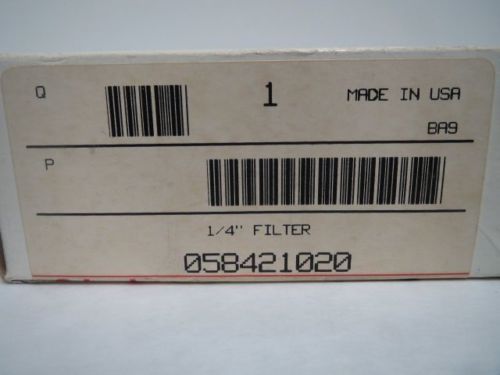 Q 1 MADE IN USA
BA9
P
1/4" FILTER
058421020